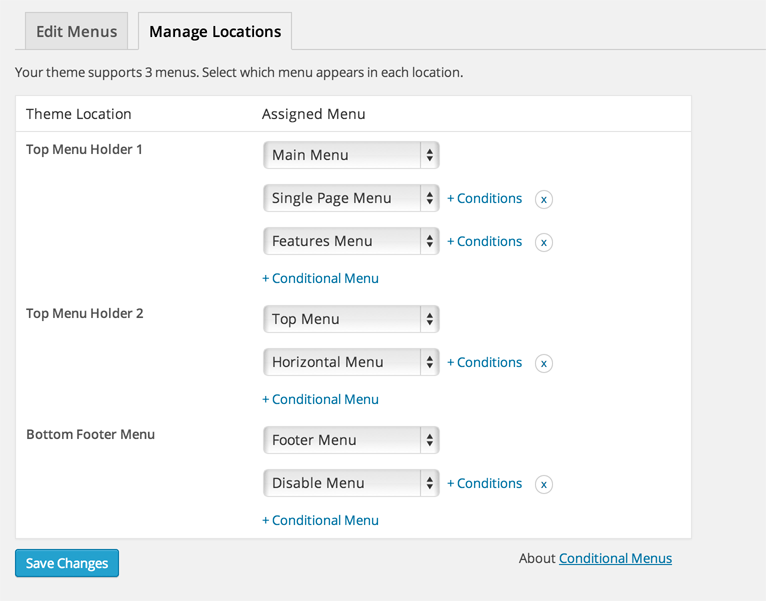 Edit Menus Manage Locations
Your theme supports 3 menus. Select which menu appears in each location.
Theme Location Assigned Menu
Top Menu Holder 1 Main Menu
Single Page Menu + Conditions x
Features Menu + Conditions x
+ Conditional Menu
Top Menu Holder 2 Top Menu
Horizontal Menu + Conditions x
+ Conditional Menu
Bottom Footer Menu Footer Menu
Disable Menu + Conditions x
+ Conditional Menu
Save Changes About Conditional Menus